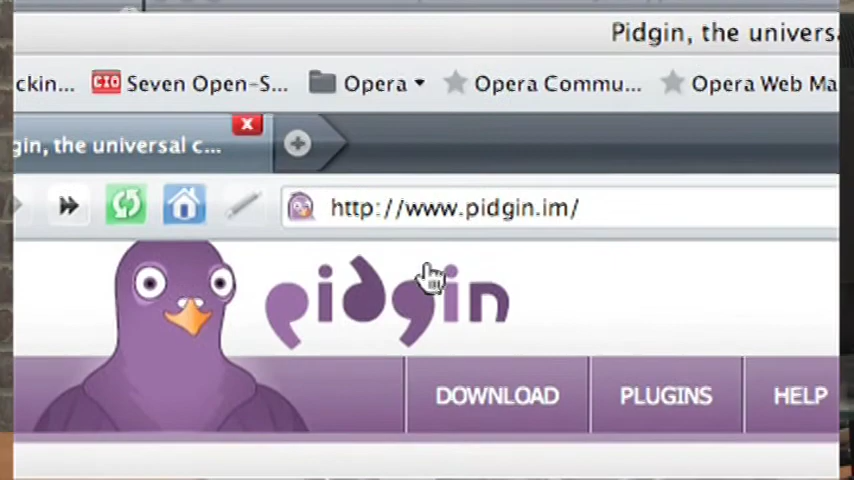 Pidgin, the universa
ckin... CIO Seven Open-S... Opera Opera Commu... Opera Web Ma
gin, the universal c...
http://www.pidgin.im/
pidgin
DOWNLOAD PLUGINS HELP